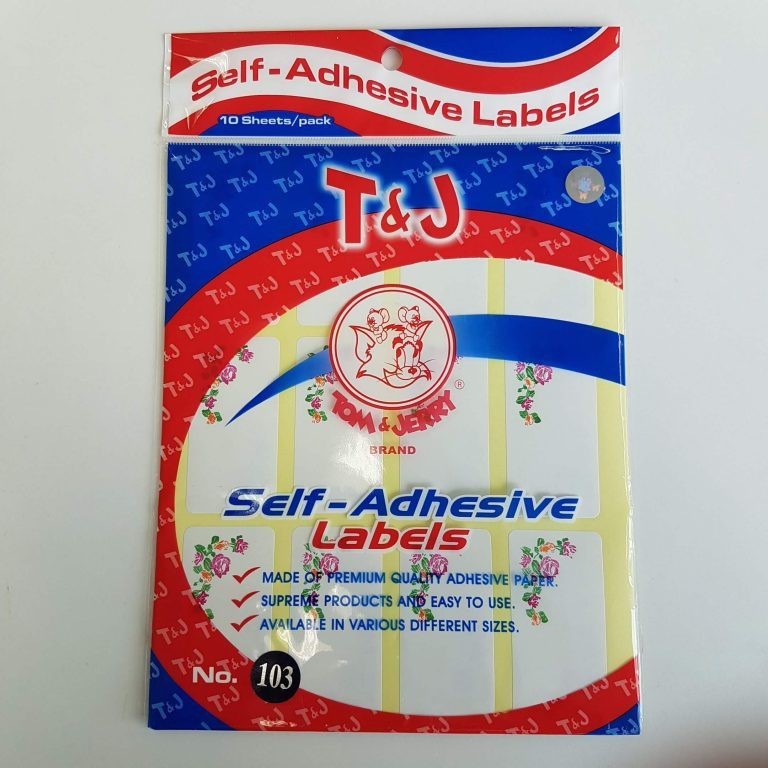 Self-Adhesive Labels
10 Sheets/pack
T&J
TOM & JERRY
®
BRAND
Self-Adhesive
Labels
MADE OF PREMIUM QUALITY ADHESIVE PAPER.
SUPREME PRODUCTS AND EASY TO USE.
AVAILABLE IN VARIOUS DIFFERENT SIZES.
No. 103